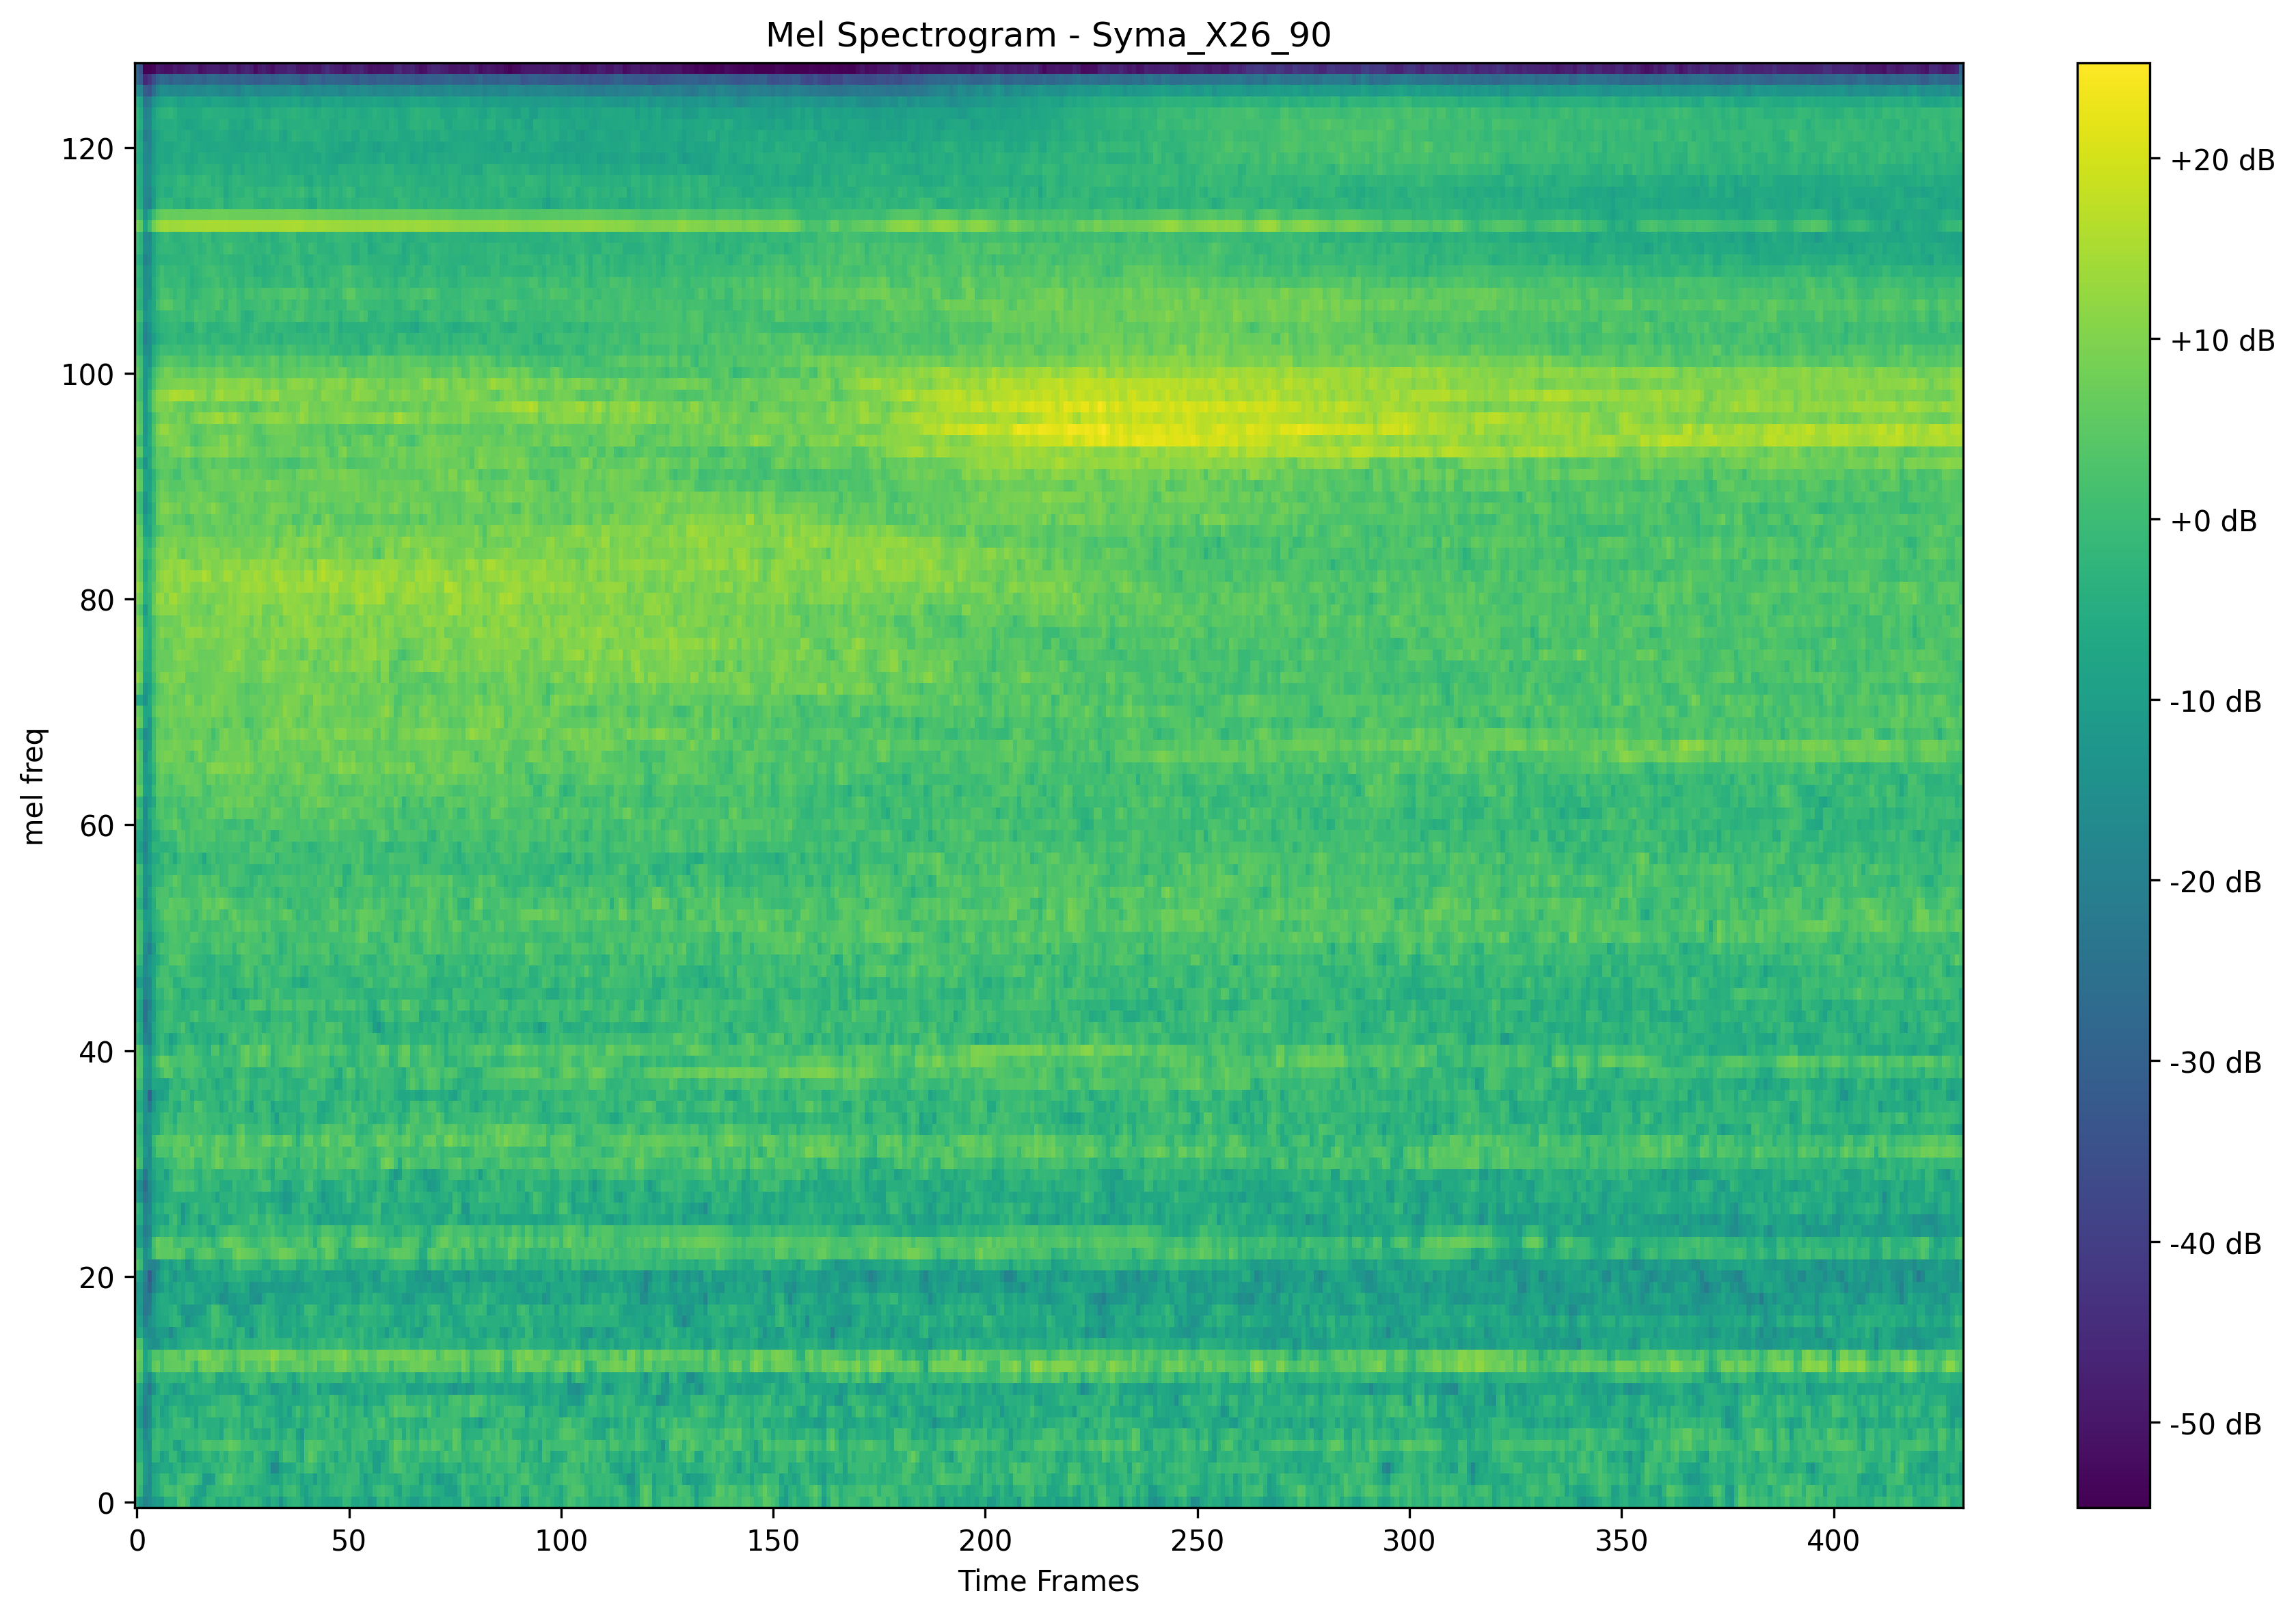 Mel Spectrogram - Syma_X26_90
mel freq
120
100
80
60
40
20
0
0 50 100 150 200 250 300 350 400
Time Frames
+20 dB
+10 dB
+0 dB
-10 dB
-20 dB
-30 dB
-40 dB
-50 dB